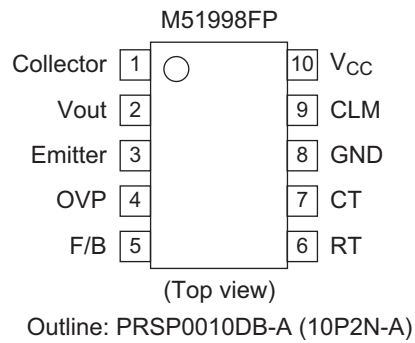 M51998FP
Collector 1 10 VCC
Vout 2 9 CLM
Emitter 3 8 GND
OVP 4 7 CT
F/B 5 6 RT
(Top view)
Outline: PRSP0010DB-A (10P2N-A)